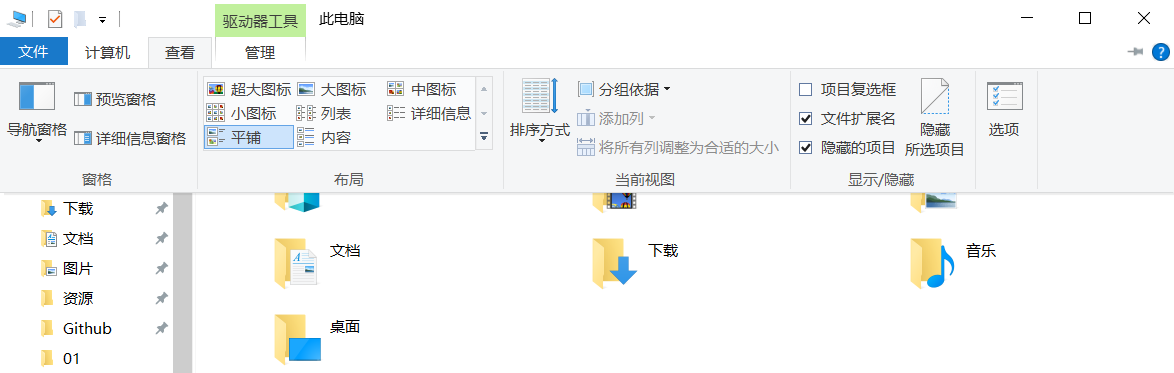 驱动器工具 此电脑
文件 计算机 查看 管理
导航窗格
预览窗格
详细信息窗格
窗格
超大图标 大图标 中图标
小图标 列表 详细信息
平铺 内容
布局
排序方式
分组依据
添加列
将所有列调整为合适的大小
当前视图
项目复选框
文件扩展名
隐藏的项目
隐藏
所选项目
显示/隐藏
选项
下载
文档
图片
资源
Github
01
文档 下载 音乐
桌面